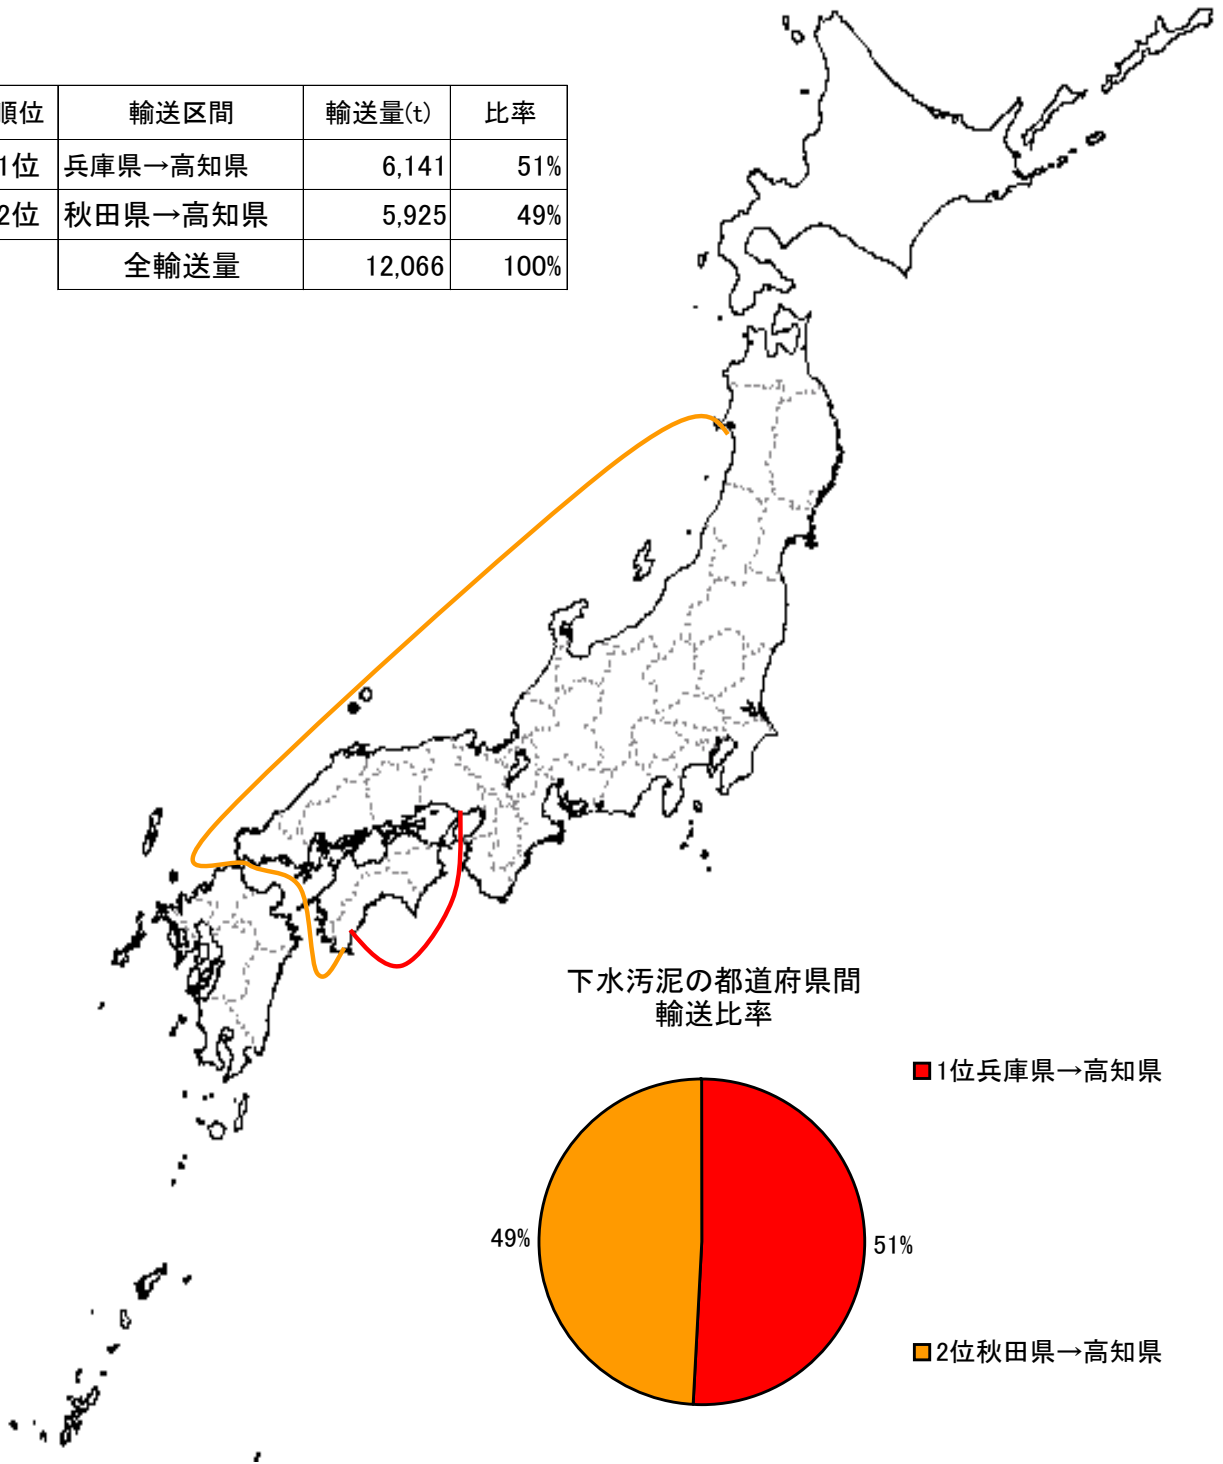 順位 輸送区間 輸送量(t) 比率
1位 兵庫県→高知県 6,141 51%
2位 秋田県→高知県 5,925 49%
全輸送量 12,066 100%
下水汚泥の都道府県間
輸送比率
1位兵庫県→高知県
49%
51%
2位秋田県→高知県